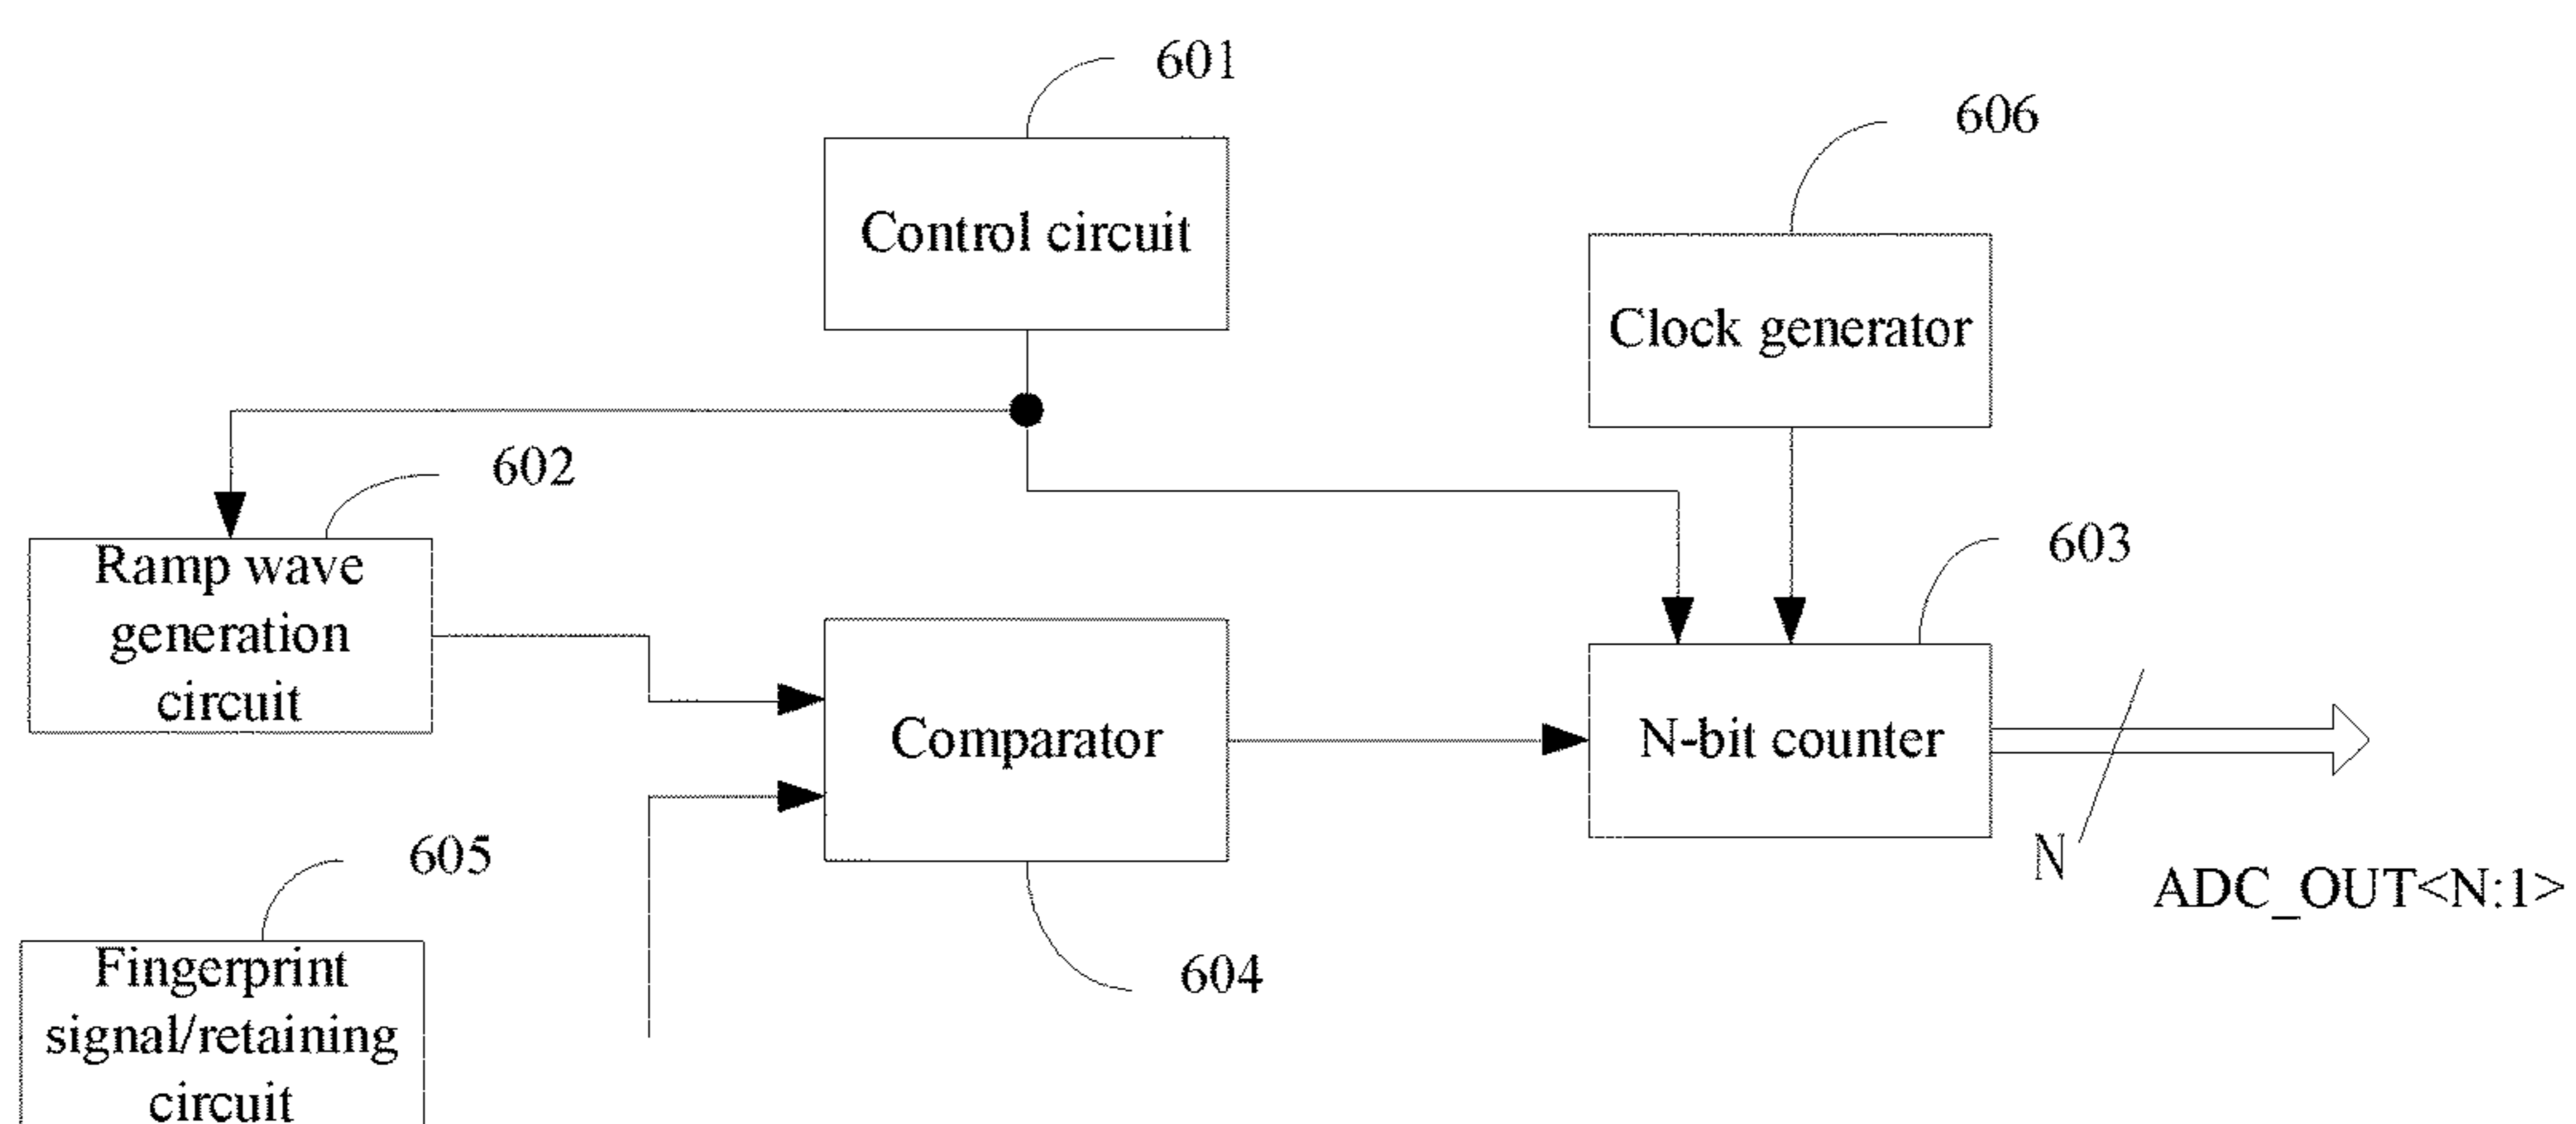 601
606
Control circuit
Clock generator
602
603
Ramp wave
generation
circuit
Comparator
N-bit counter
N
ADC_OUT<N:1>
605
604
Fingerprint
signal/retaining
circuit